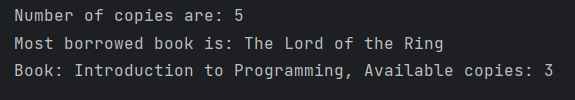 Number of copies are: 5
Most borrowed book is: The Lord of the Ring
Book: Introduction to Programming, Available copies: 3